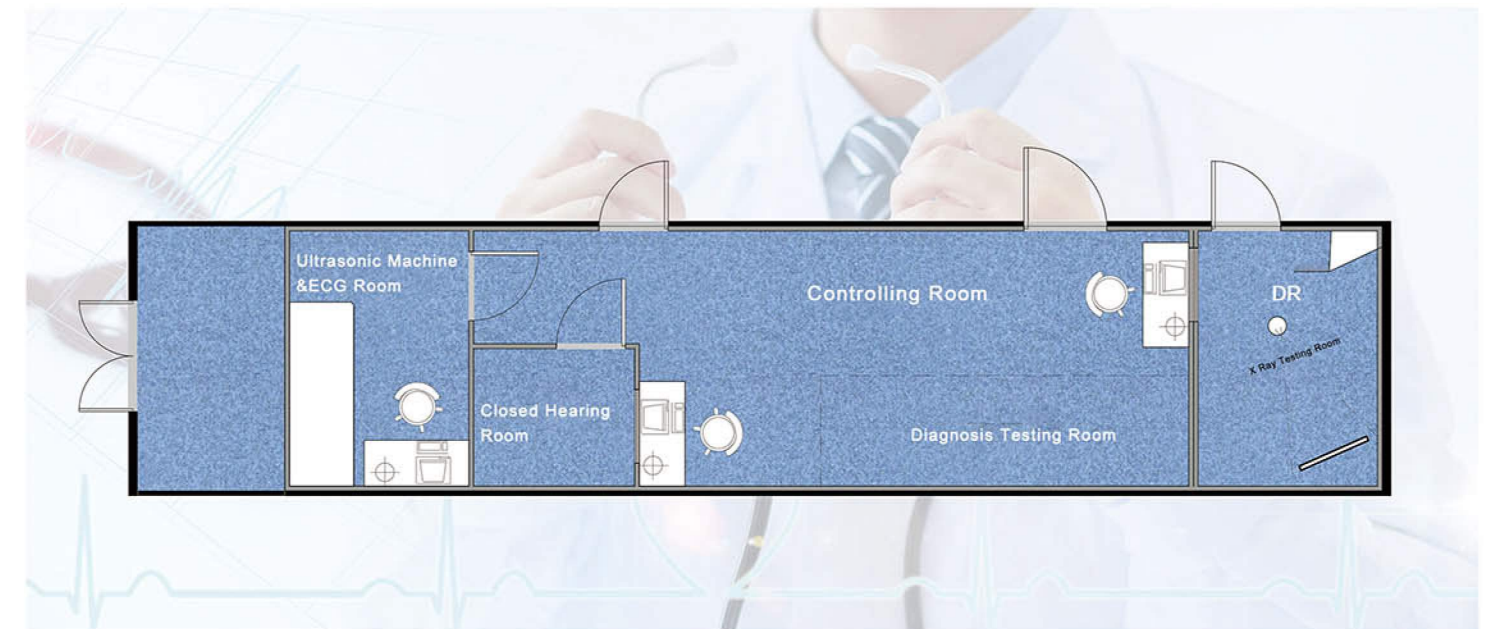 Ultrasonic Machine
&ECG Room
Controlling Room
DR
X Ray Testing Room
Closed Hearing
Room
Diagnosis Testing Room